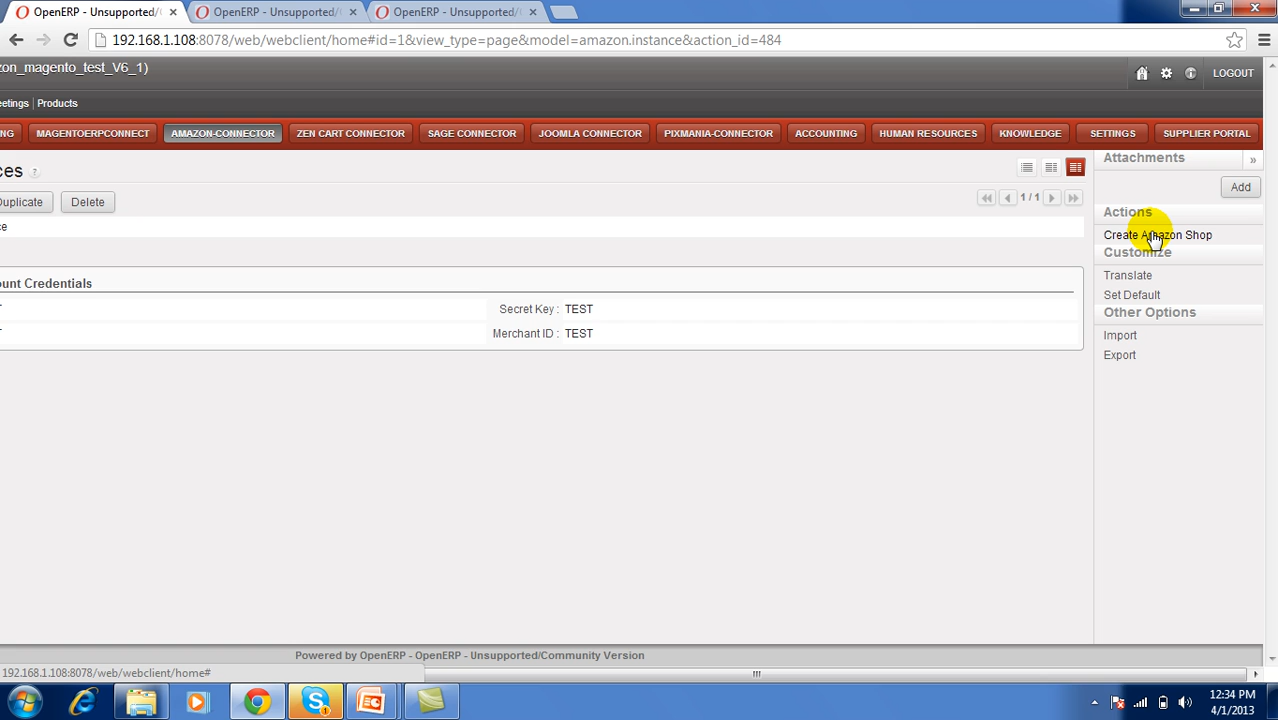 OpenERP - Unsupported/
OpenERP - Unsupported/
OpenERP - Unsupported/
192.168.1.108:8078/web/webclient/home#id=1&view_type=page&model=amazon.instance&action_id=484
zon_magento_test_V6_1)
LOGOUT
eetings | Products
NG MAGENTOERPCONNECT AMAZON-CONNECTOR ZEN CART CONNECTOR SAGE CONNECTOR JOOMLA CONNECTOR PIXMANIA-CONNECTOR ACCOUNTING HUMAN RESOURCES KNOWLEDGE SETTINGS SUPPLIER PORTAL
ces ?
Duplicate Delete
1 / 1
ce
ount Credentials
Secret Key : TEST
Merchant ID : TEST
Attachments »
Add
Actions
Create Amazon Shop
Customize
Translate
Set Default
Other Options
Import
Export
Powered by OpenERP - OpenERP - Unsupported/Community Version
192.168.1.108:8078/web/webclient/home#
12:34 PM
4/1/2013